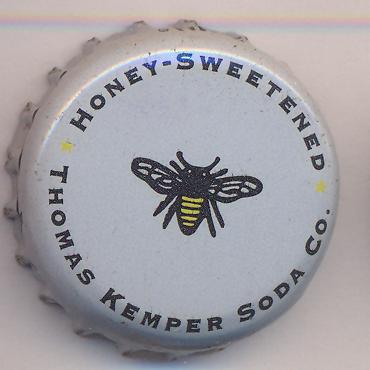 Honey-Sweetened
Thomas Kemper Soda Co.